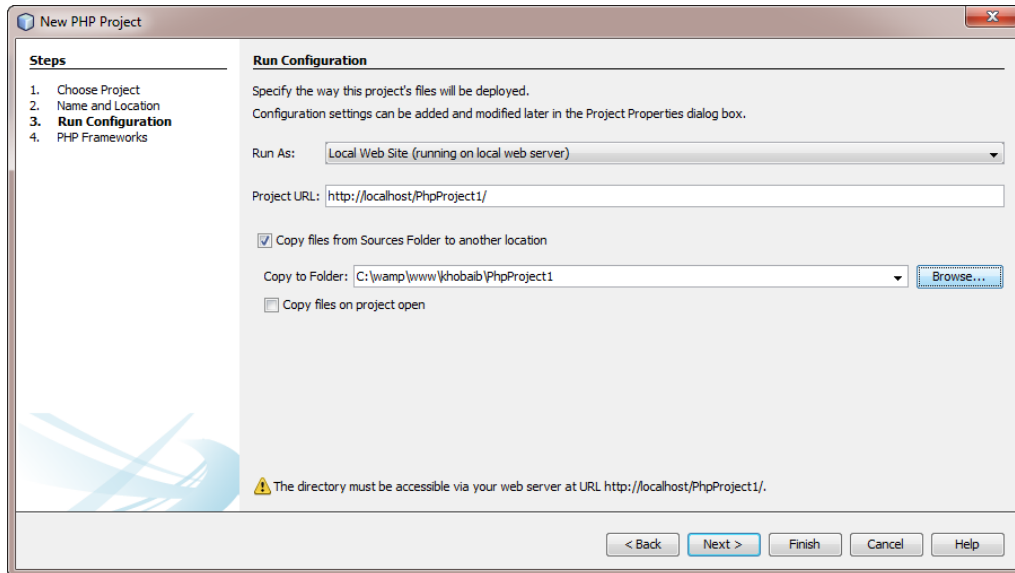 New PHP Project
Steps
1. Choose Project
2. Name and Location
3. Run Configuration
4. PHP Frameworks
Run Configuration
Specify the way this project's files will be deployed.
Configuration settings can be added and modified later in the Project Properties dialog box.
Run As: Local Web Site (running on local web server)
Project URL: http://localhost/PhpProject1/
Copy files from Sources Folder to another location
Copy to Folder: C:\wamp\www\khobaib\PhpProject1 Browse...
Copy files on project open
The directory must be accessible via your web server at URL http://localhost/PhpProject1/.
< Back Next > Finish Cancel Help